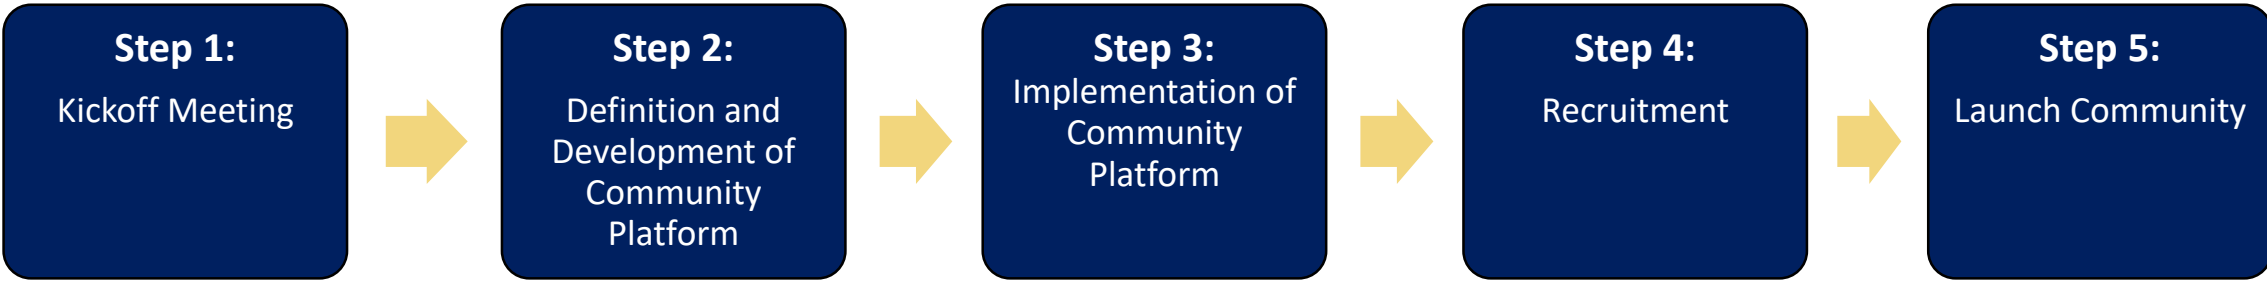 Step 1:
Kickoff Meeting
Step 2:
Definition and
Development of
Community
Platform
Step 3:
Implementation of
Community
Platform
Step 4:
Recruitment
Step 5:
Launch Community